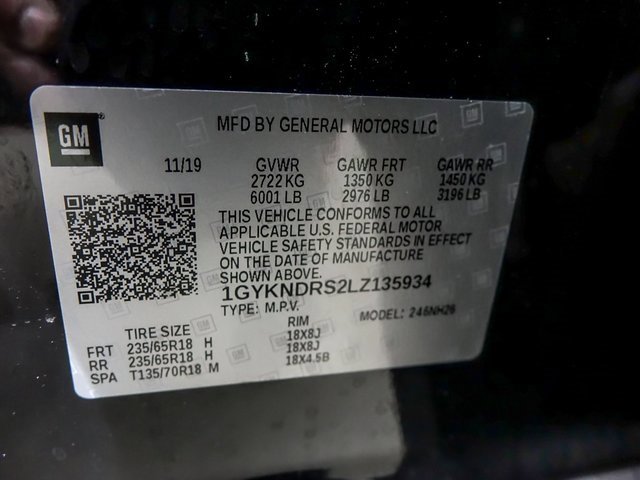 GM
MFD BY GENERAL MOTORS LLC
11/19 GVWR GAWR FRT GAWR RR
2722 KG 1350 KG 1450 KG
6001 LB 2976 LB 3196 LB
THIS VEHICLE CONFORMS TO ALL
APPLICABLE U.S. FEDERAL MOTOR
VEHICLE SAFETY STANDARDS IN EFFECT
ON THE DATE OF MANUFACTURE
SHOWN ABOVE.
1GYKNDRS2LZ135934
TYPE: M.P.V. MODEL: 246NH26
TIRE SIZE RIM
FRT 235/65R18 H 18X8J
RR 235/65R18 H 18X8J
SPA T135/70R18 M 18X4.5B